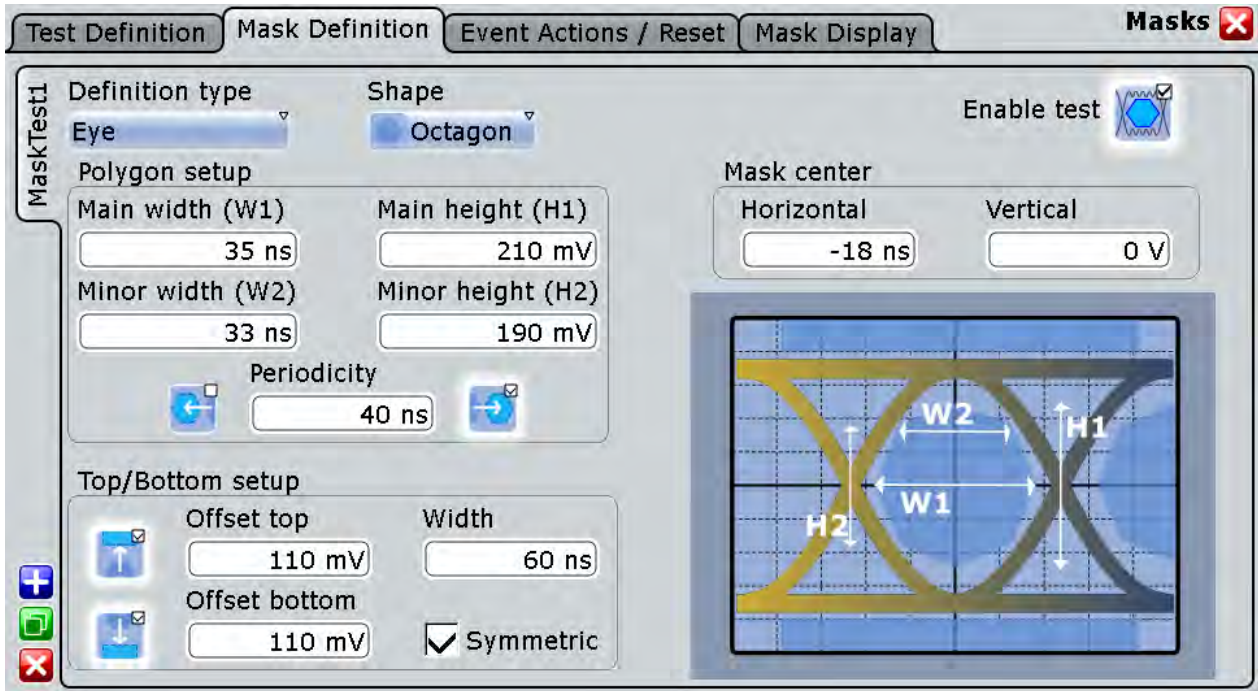 Test Definition Mask Definition Event Actions / Reset Mask Display Masks
MaskTest1
Definition type Shape
Enable test
Eye Octagon
Polygon setup Mask center
Main width (W1) Main height (H1) Horizontal Vertical
35 ns 210 mV -18 ns 0 V
Minor width (W2) Minor height (H2)
33 ns 190 mV
Periodicity
40 ns
W2 H1
W1
H2
Top/Bottom setup
Offset top Width
110 mV 60 ns
Offset bottom
110 mV Symmetric